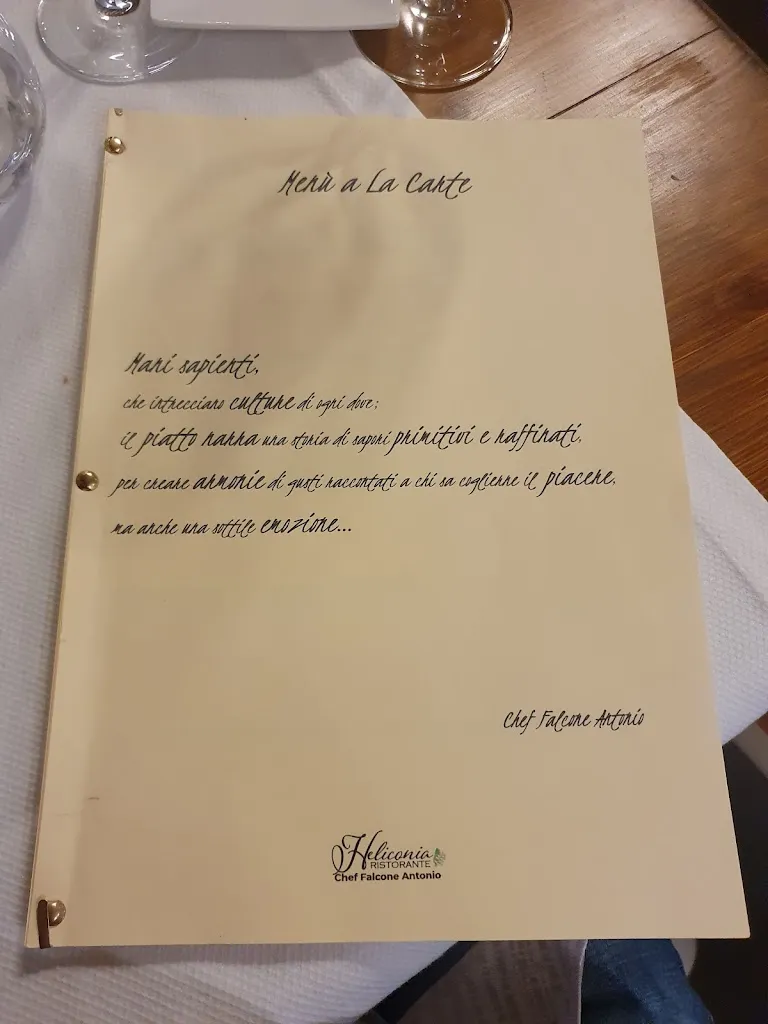 Menù a La Carte
Mani sapienti,
che intrecciano culture di ogni dove;
il piatto narra una storia di sapori primitivi e raffinati,
per creare armonie di gusti raccontati a chi sa coglierne il piacere,
ma anche una sottile emozione...
Chef Falcone Antonio
Heliconia
RISTORANTE
Chef Falcone Antonio